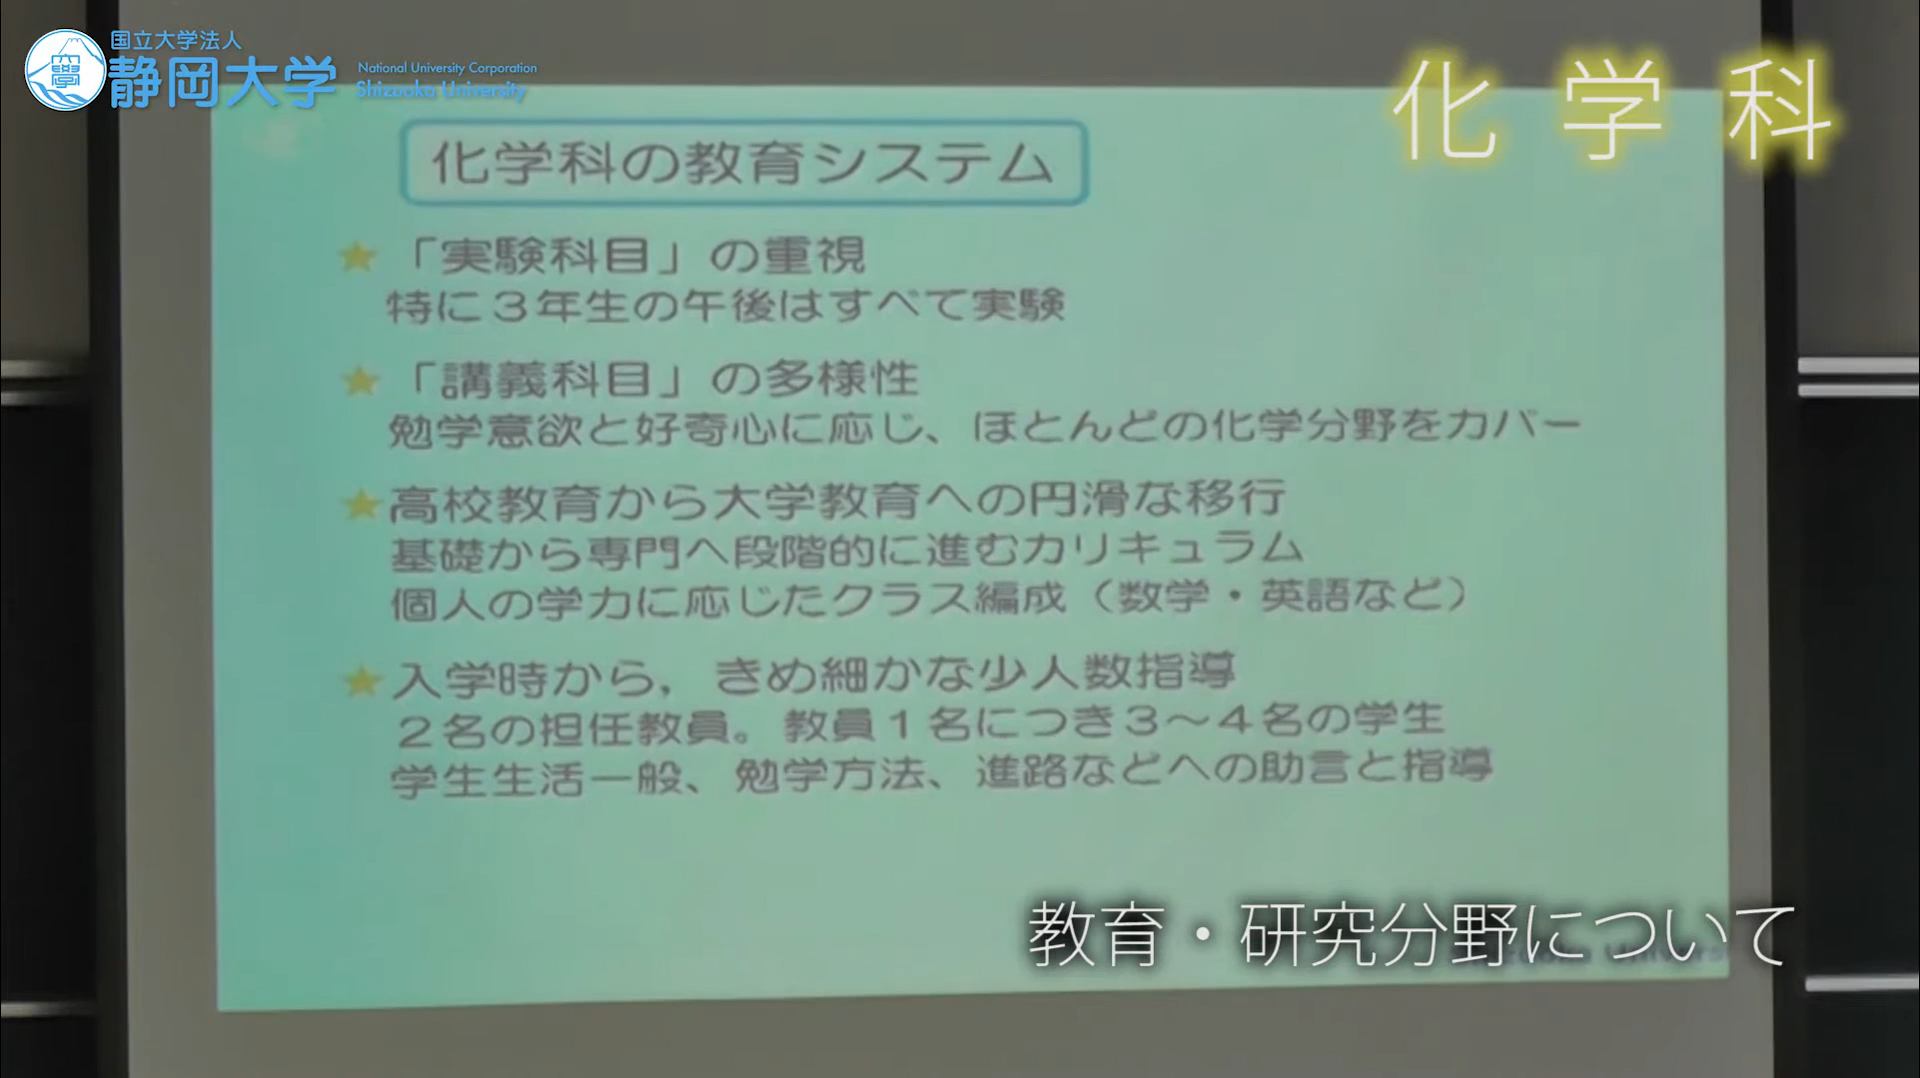 国立大学法人
静岡大学
National University Corporation
Shizuoka University
化学科
化学科の教育システム
★「実験科目」の重視
特に３年生の午後はすべて実験
★「講義科目」の多様性
勉学意欲と好奇心に応じ、ほとんどの化学分野をカバー
★高校教育から大学教育への円滑な移行
基礎から専門へ段階的に進むカリキュラム
個人の学力に応じたクラス編成（数学・英語など）
★入学時から，きめ細かな少人数指導
２名の担任教員。教員１名につき３～４名の学生
学生生活一般、勉学方法、進路などへの助言と指導
教育・研究分野について